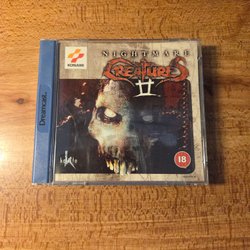 KONAMI
NIGHTMARE
CREATURES
II
Dreamcast
18